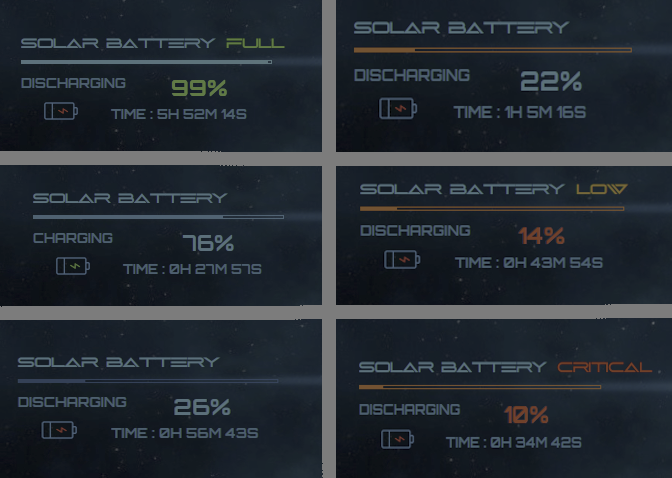 SOLAR BATTERY FULL
DISCHARGING 99%
TIME : 5H 52M 14S
SOLAR BATTERY
DISCHARGING 22%
TIME : 1H 5M 16S
SOLAR BATTERY
CHARGING 76%
TIME : 0H 27M 57S
SOLAR BATTERY LOW
DISCHARGING 14%
TIME : 0H 43M 54S
SOLAR BATTERY
DISCHARGING 26%
TIME : 0H 56M 43S
SOLAR BATTERY CRITICAL
DISCHARGING 10%
TIME : 0H 34M 42S